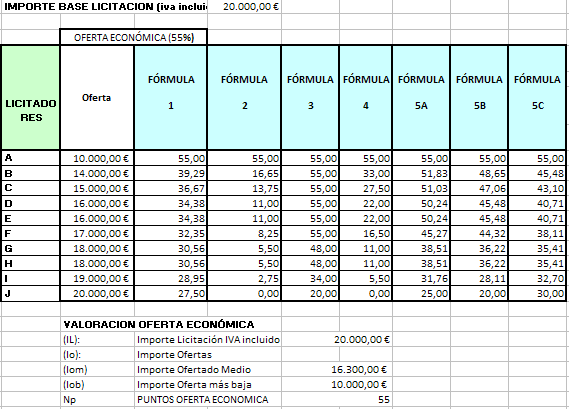 IMPORTE BASE LICITACION (iva inclui 20.000,00 €
OFERTA ECONÓMICA (55%)
LICITADORES Oferta FÓRMULA 1 FÓRMULA 2 FÓRMULA 3 FÓRMULA 4 FÓRMULA 5A FÓRMULA 5B FÓRMULA 5C
A 10.000,00 € 55,00 55,00 55,00 55,00 55,00 55,00 55,00
B 14.000,00 € 39,29 16,65 55,00 33,00 51,83 48,65 45,48
C 15.000,00 € 36,67 13,75 55,00 27,50 51,03 47,06 43,10
D 16.000,00 € 34,38 11,00 55,00 22,00 50,24 45,48 40,71
E 16.000,00 € 34,38 11,00 55,00 22,00 50,24 45,48 40,71
F 17.000,00 € 32,35 8,25 55,00 16,50 45,27 44,32 38,11
G 18.000,00 € 30,56 5,50 48,00 11,00 38,51 36,22 35,41
H 18.000,00 € 30,56 5,50 48,00 11,00 38,51 36,22 35,41
I 19.000,00 € 28,95 2,75 34,00 5,50 31,76 28,11 32,70
J 20.000,00 € 27,50 0,00 20,00 0,00 25,00 20,00 30,00
VALORACION OFERTA ECONÓMICA
(IL): Importe Licitación IVA incluido 20.000,00 €
(Io): Importe Ofertas
(Iom) Importe Ofertado Medio 16.300,00 €
(Iob) Importe Oferta más baja 10.000,00 €
Np PUNTOS OFERTA ECONOMICA 55